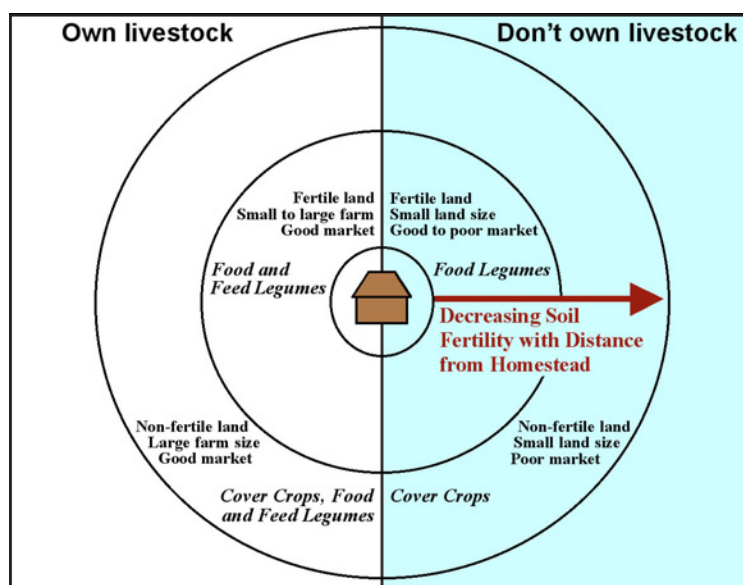 Own livestock
Don't own livestock
Fertile land
Small to large farm
Good market
Fertile land
Small land size
Good to poor market
Food and
Feed Legumes
Food Legumes
Decreasing Soil
Fertility with Distance
from Homestead
Non-fertile land
Large farm size
Good market
Non-fertile land
Small land size
Poor market
Cover Crops, Food
and Feed Legumes
Cover Crops